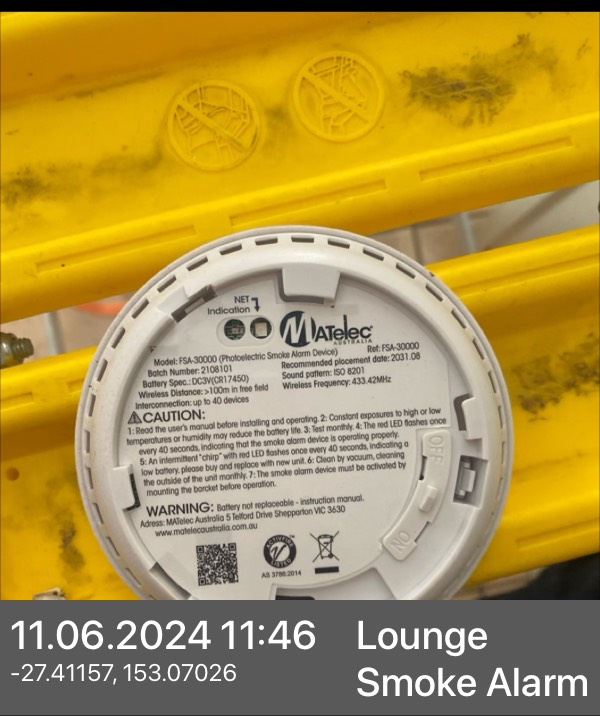 NET
Indication
MATelec
AUSTRALIA
Model: FSA-30000 (Photoelectric Smoke Alarm Device)
Ref: FSA-30000
Batch Number: 2108101
Recommended placement date: 2031.08
Battery Spec.: DC3V(CR17450)
Sound pattern: ISO 8201
Wireless Distance: >100m in free field
Wireless Frequency: 433.42MHz
Interconnection: up to 40 devices
⚠CAUTION:
1: Read the user's manual before installing and operating. 2: Constant exposures to high or low
temperatures or humidity may reduce the battery life. 3: Test monthly. 4: The red LED flashes once
every 40 seconds, indicating that the smoke alarm device is operating properly.
5: An intermittent "chirp" with red LED flashes once every 40 seconds, indicating a
low battery, please buy and replace with new unit. 6: Clean by vacuum, cleaning
the outside of the unit monthly. 7: The smoke alarm device must be activated by
mounting the barcket before operation.
WARNING: Battery not replaceable - instruction manual.
Adress: MATelec Australia 5 Telford Drive Shepparton VIC 3630
www.matelecaustralia.com.au
OFF
ON
AS 3786:2014
11.06.2024 11:46
-27.41157, 153.07026
Lounge
Smoke Alarm